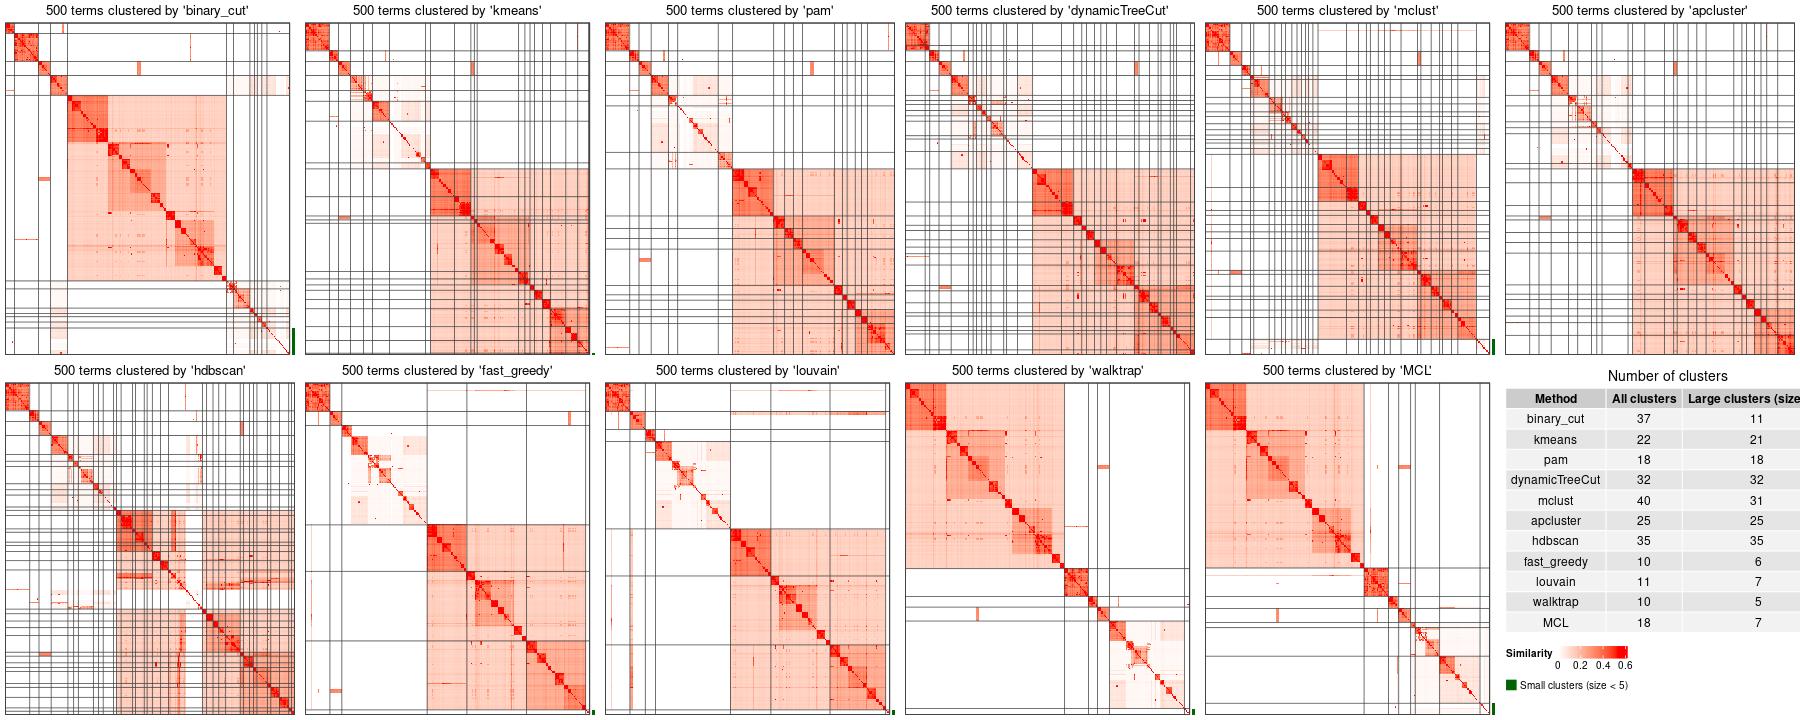 500 terms clustered by 'binary_cut'
500 terms clustered by 'kmeans'
500 terms clustered by 'pam'
500 terms clustered by 'dynamicTreeCut'
500 terms clustered by 'mclust'
500 terms clustered by 'apcluster'
500 terms clustered by 'hdbscan'
500 terms clustered by 'fast_greedy'
500 terms clustered by 'louvain'
500 terms clustered by 'walktrap'
500 terms clustered by 'MCL'
Number of clusters
Method All clusters Large clusters (size
binary_cut 37 11
kmeans 22 21
pam 18 18
dynamicTreeCut 32 32
mclust 40 31
apcluster 25 25
hdbscan 35 35
fast_greedy 10 6
louvain 11 7
walktrap 10 5
MCL 18 7
Similarity
0 0.2 0.4 0.6
Small clusters (size < 5)